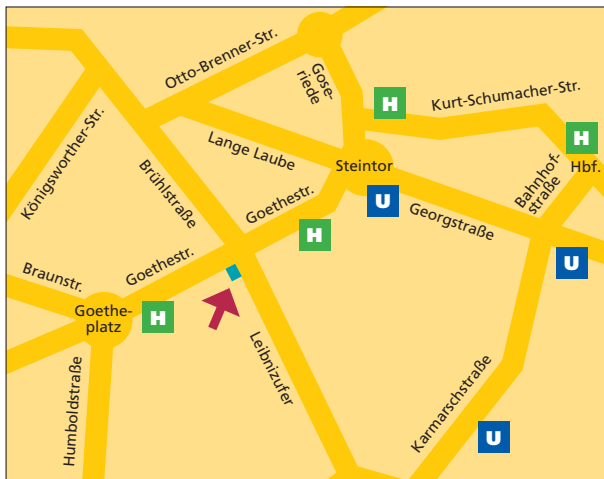 Otto-Brenner-Str.
Gose-
riede
H
Kurt-Schumacher-Str.
Königsworther-Str.
Brühlstraße
Lange Laube
Steintor
H
Hbf.
Bahnhof-
straße
Goethestr.
U
Georgstraße
H
U
Braunstr.
Goethestr.
Goethe-
platz
H
Leibnizufer
Humboldtstraße
Karmarschstraße
U